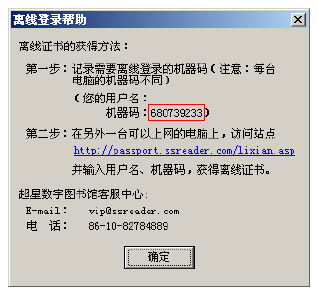 离线登录帮助
离线证书的获得方法：
第一步：记录需要离线登录的机器码（注意：每台
电脑的机器码不同）
（您的用户名：
机器码：680739233）
第二步：在另外一台可以上网的电脑上，访问站点
http://passport.ssreader.com/lixian.asp
并输入用户名、机器码，获得离线证书。
超星数字图书馆客服中心：
E-mail： vip@ssreader.com
电 话： 86-10-82784889
确定